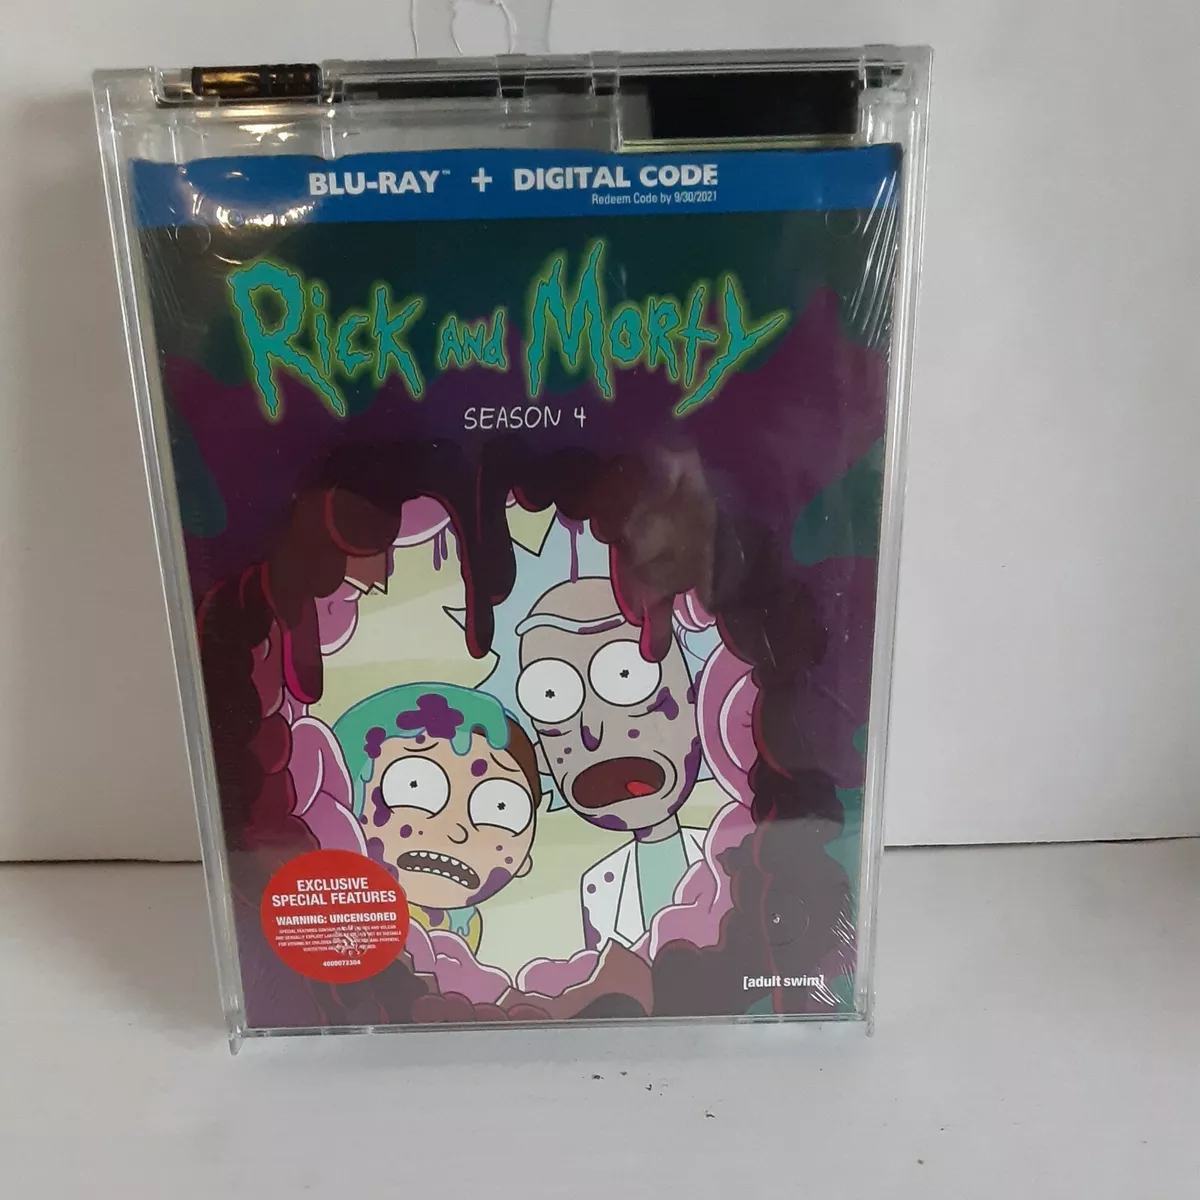 BLU-RAY™ + DIGITAL CODE
Redeem Code by 9/30/2021
RICK AND MORTY
SEASON 4
EXCLUSIVE
SPECIAL FEATURES
WARNING: UNCENSORED
4000072304
[adult swim]